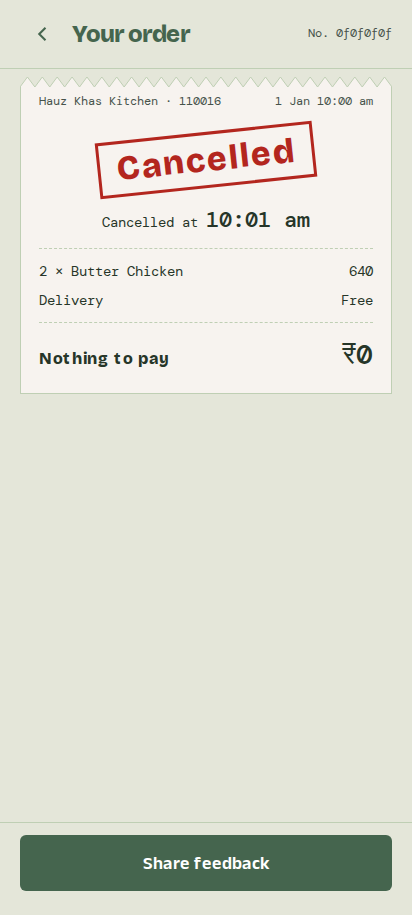 Your order
No. 0f0f0f0f
Hauz Khas Kitchen · 110016
1 Jan 10:00 am
Cancelled
Cancelled at 10:01 am
2 × Butter Chicken 640
Delivery Free
Nothing to pay ₹0
Share feedback